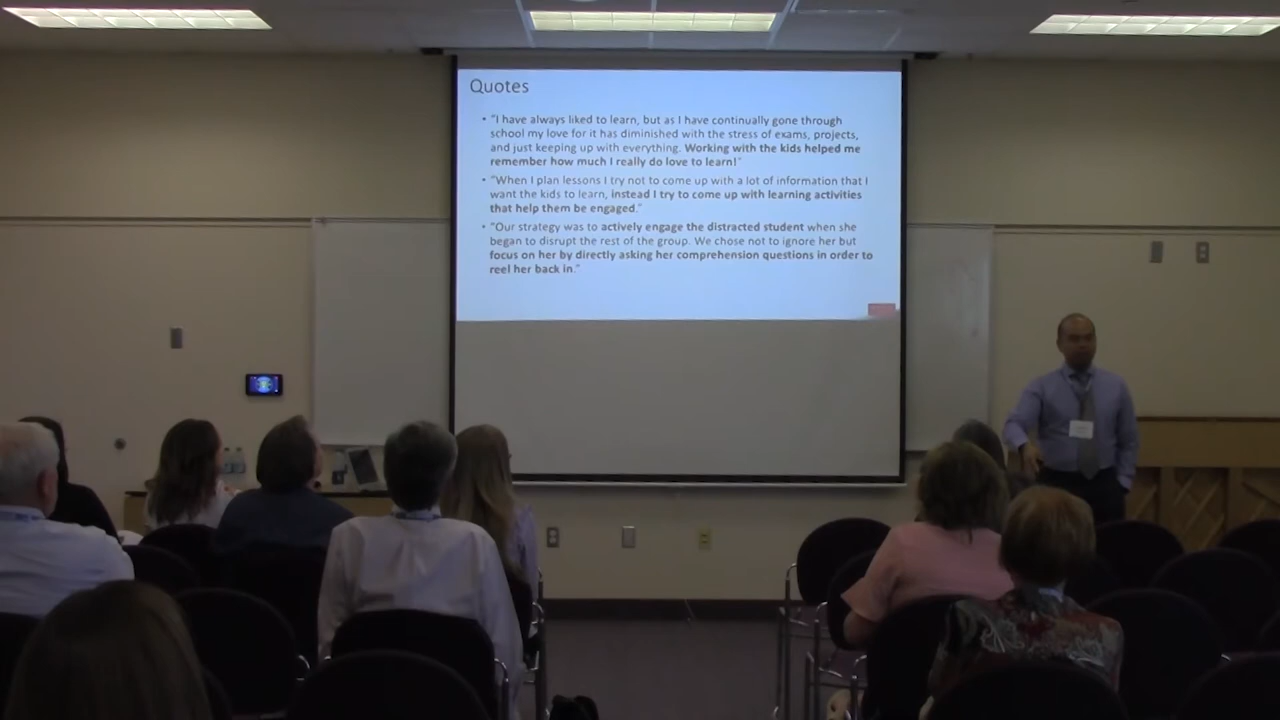 Quotes
• "I have always liked to learn, but as I have continually gone through
school my love for it has diminished with the stress of exams, projects,
and just keeping up with everything. Working with the kids helped me
remember how much I really do love to learn!"
• "When I plan lessons I try not to come up with a lot of information that I
want the kids to learn, instead I try to come up with learning activities
that help them be engaged."
• "Our strategy was to actively engage the distracted student when she
began to disrupt the rest of the group. We chose not to ignore her but
focus on her by directly asking her comprehension questions in order to
reel her back in."